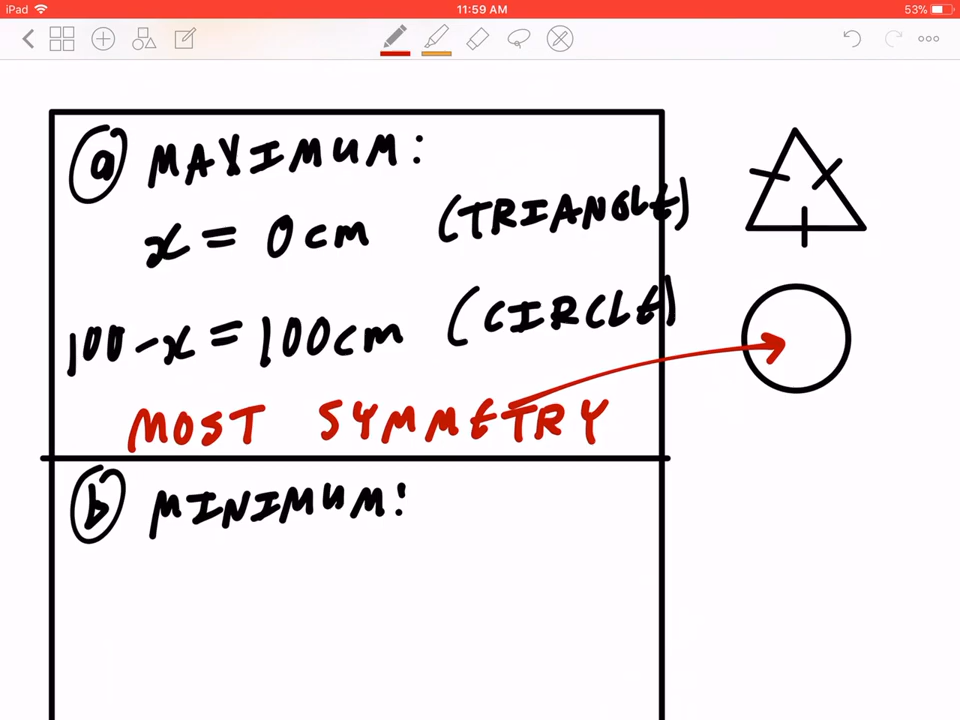 iPad 11:59 AM 53%
a MAXIMUM:
x = 0cm (TRIANGLE)
100-x = 100cm (CIRCLE)
MOST SYMMETRY
b MINIMUM: